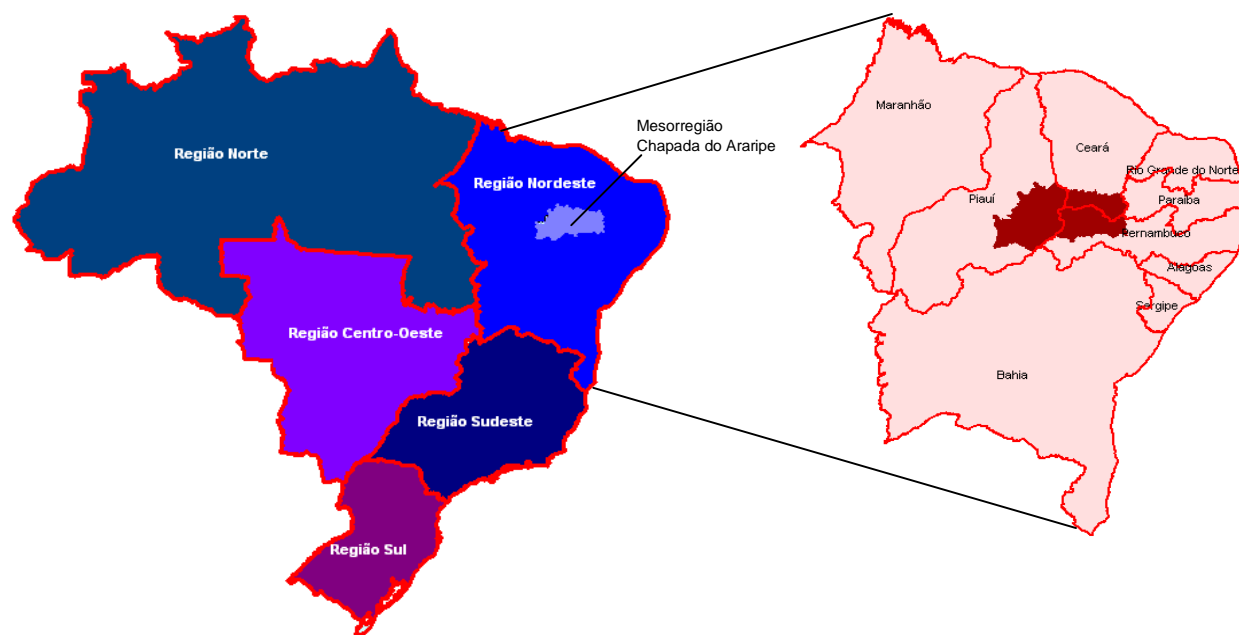 Região Norte
Região Nordeste
Região Centro-Oeste
Região Sudeste
Região Sul
Mesorregião
Chapada do Araripe
Maranhão
Ceará
Rio Grande do Norte
Piauí
Paraíba
Pernambuco
Alagoas
Sergipe
Bahia